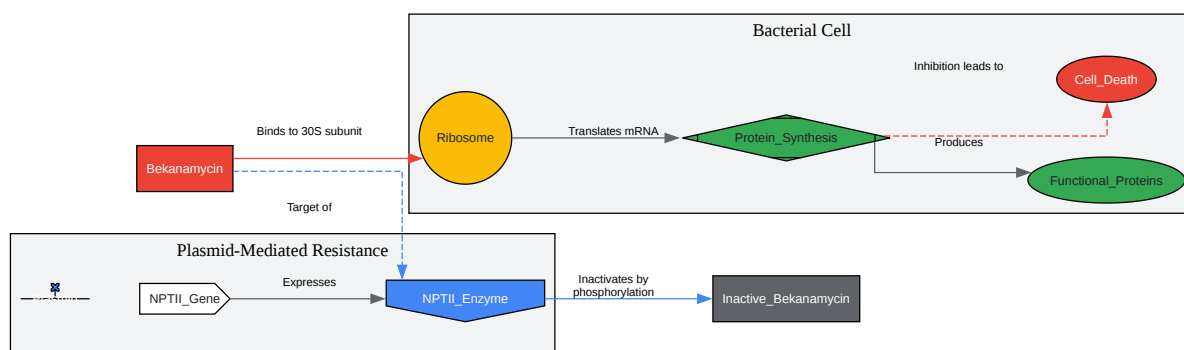 Bacterial Cell
Inhibition leads to
Cell_Death
Binds to 30S subunit
Ribosome
Translates mRNA
Protein_Synthesis
Produces
Bekanamycin
Functional_Proteins
Target of
Plasmid-Mediated Resistance
Expresses
Inactivates by
phosphorylation
NPTII_Gene
NPTII_Enzyme
Inactive_Bekanamycin